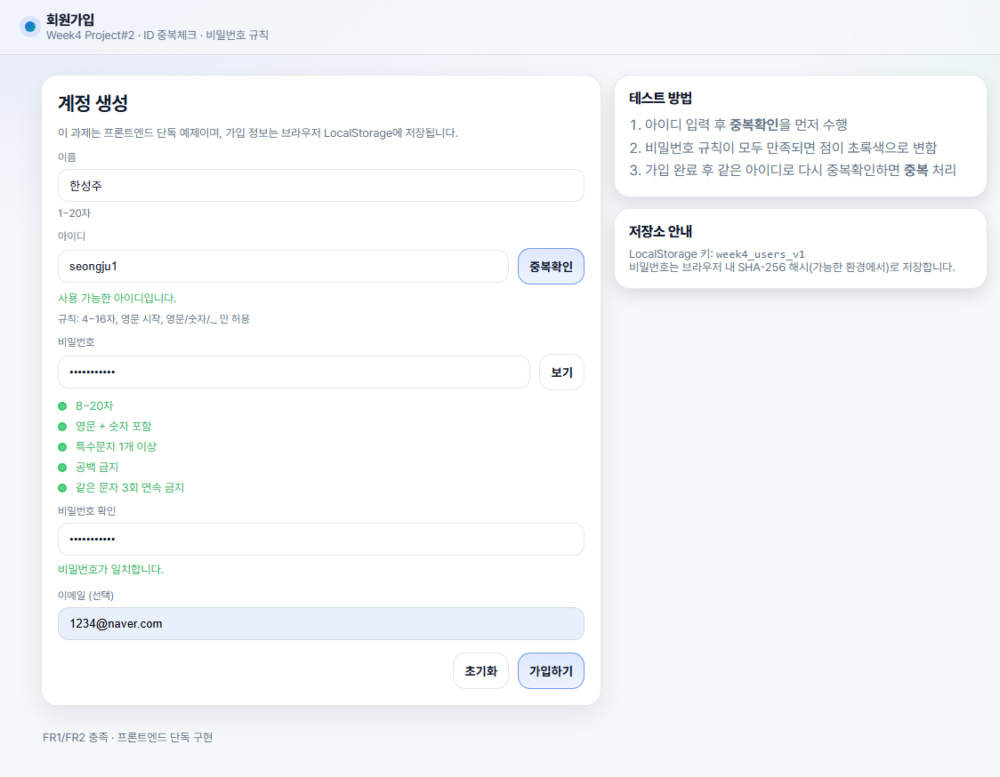 회원가입
Week4 Project#2 · ID 중복체크 · 비밀번호 규칙
계정 생성
이 과제는 프론트엔드 단독 예제이며, 가입 정보는 브라우저 LocalStorage에 저장됩니다.
이름
한성주
1~20자
아이디
seongju1
중복확인
사용 가능한 아이디입니다.
규칙: 4~16자, 영문 시작, 영문/숫자/._ 만 허용
비밀번호
•••••••••••
보기
8~20자
영문 + 숫자 포함
특수문자 1개 이상
공백 금지
같은 문자 3회 연속 금지
비밀번호 확인
•••••••••••
비밀번호가 일치합니다.
이메일 (선택)
1234@naver.com
초기화
가입하기
테스트 방법
1. 아이디 입력 후 중복확인을 먼저 수행
2. 비밀번호 규칙이 모두 만족되면 점이 초록색으로 변함
3. 가입 완료 후 같은 아이디로 다시 중복확인하면 중복 처리
저장소 안내
LocalStorage 키: week4_users_v1
비밀번호는 브라우저 내 SHA-256 해시(가능한 환경에서)로 저장합니다.
FR1/FR2 충족 · 프론트엔드 단독 구현